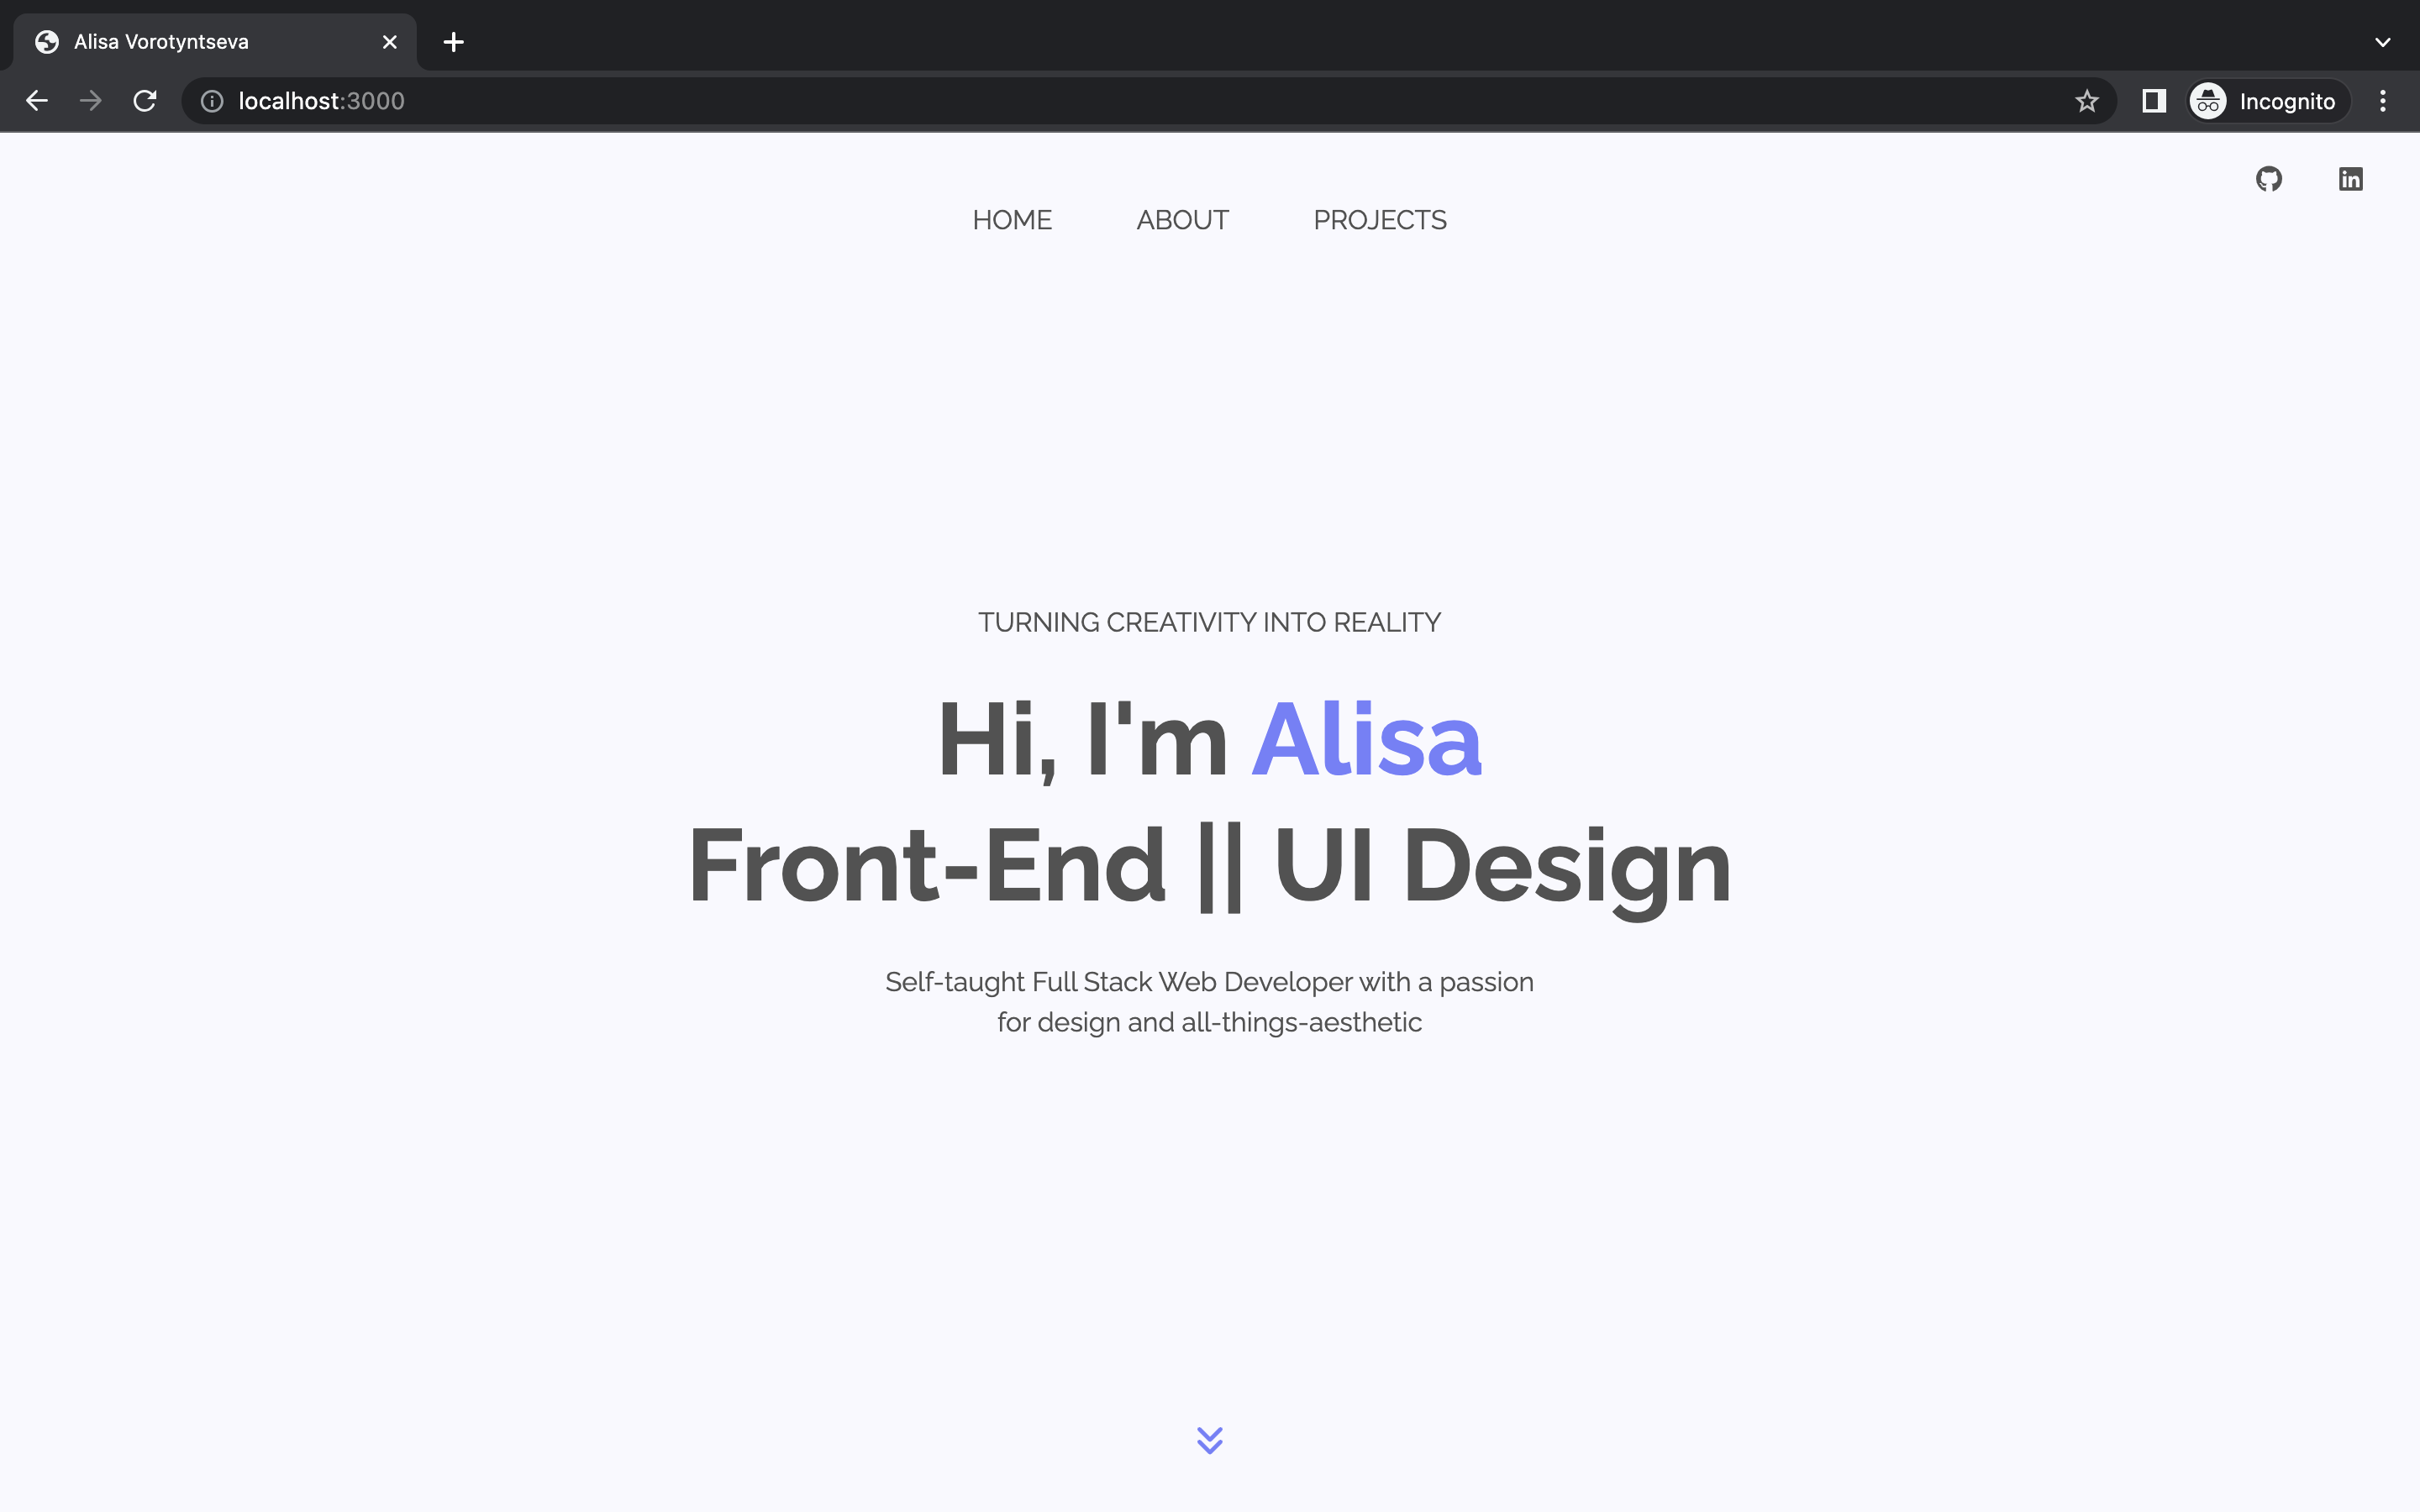 Alisa Vorotyntseva
localhost:3000
Incognito
in
HOME ABOUT PROJECTS
TURNING CREATIVITY INTO REALITY
Hi, I'm Alisa
Front-End || UI Design
Self-taught Full Stack Web Developer with a passion
for design and all-things-aesthetic